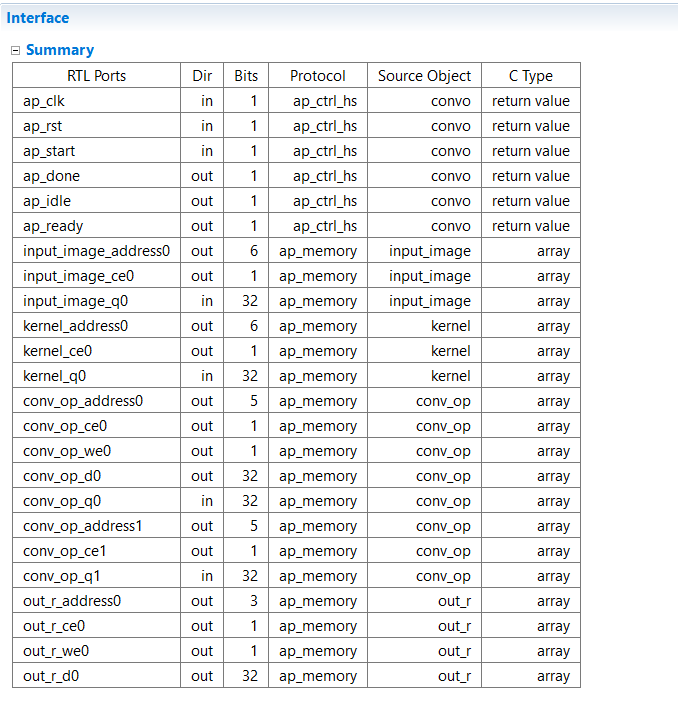 Interface
Summary
RTL Ports Dir Bits Protocol Source Object C Type
ap_clk in 1 ap_ctrl_hs convo return value
ap_rst in 1 ap_ctrl_hs convo return value
ap_start in 1 ap_ctrl_hs convo return value
ap_done out 1 ap_ctrl_hs convo return value
ap_idle out 1 ap_ctrl_hs convo return value
ap_ready out 1 ap_ctrl_hs convo return value
input_image_address0 out 6 ap_memory input_image array
input_image_ce0 out 1 ap_memory input_image array
input_image_q0 in 32 ap_memory input_image array
kernel_address0 out 6 ap_memory kernel array
kernel_ce0 out 1 ap_memory kernel array
kernel_q0 in 32 ap_memory kernel array
conv_op_address0 out 5 ap_memory conv_op array
conv_op_ce0 out 1 ap_memory conv_op array
conv_op_we0 out 1 ap_memory conv_op array
conv_op_d0 out 32 ap_memory conv_op array
conv_op_q0 in 32 ap_memory conv_op array
conv_op_address1 out 5 ap_memory conv_op array
conv_op_ce1 out 1 ap_memory conv_op array
conv_op_q1 in 32 ap_memory conv_op array
out_r_address0 out 3 ap_memory out_r array
out_r_ce0 out 1 ap_memory out_r array
out_r_we0 out 1 ap_memory out_r array
out_r_d0 out 32 ap_memory out_r array